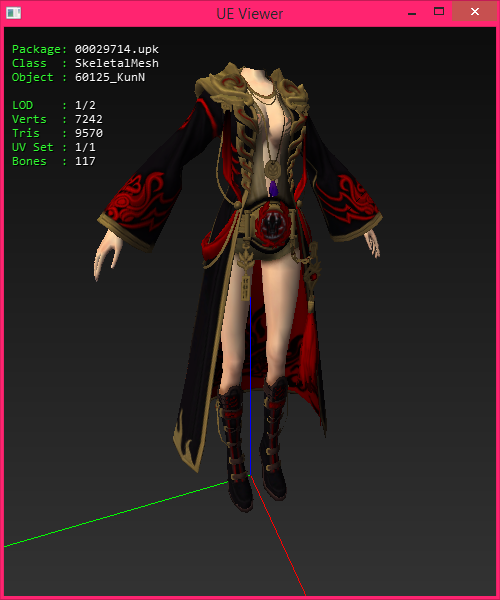 UE Viewer
Package: 00029714.upk
Class : SkeletalMesh
Object : 60125_KunN
LOD : 1/2
Verts : 7242
Tris : 9570
UV Set : 1/1
Bones : 117